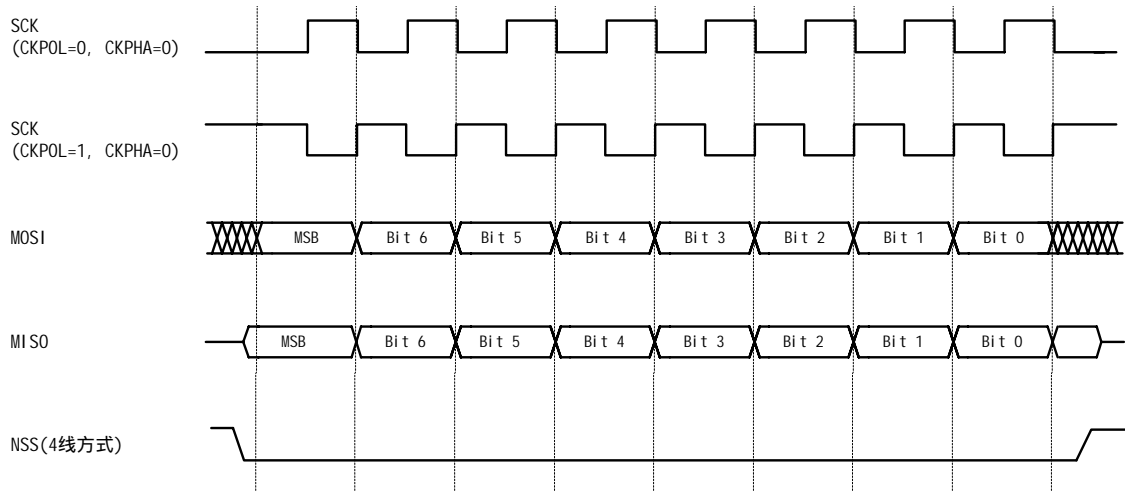 SCK
(CKPOL=0, CKPHA=0)
SCK
(CKPOL=1, CKPHA=0)
MOSI MSB Bit 6 Bit 5 Bit 4 Bit 3 Bit 2 Bit 1 Bit 0
MISO MSB Bit 6 Bit 5 Bit 4 Bit 3 Bit 2 Bit 1 Bit 0
NSS(4线方式)